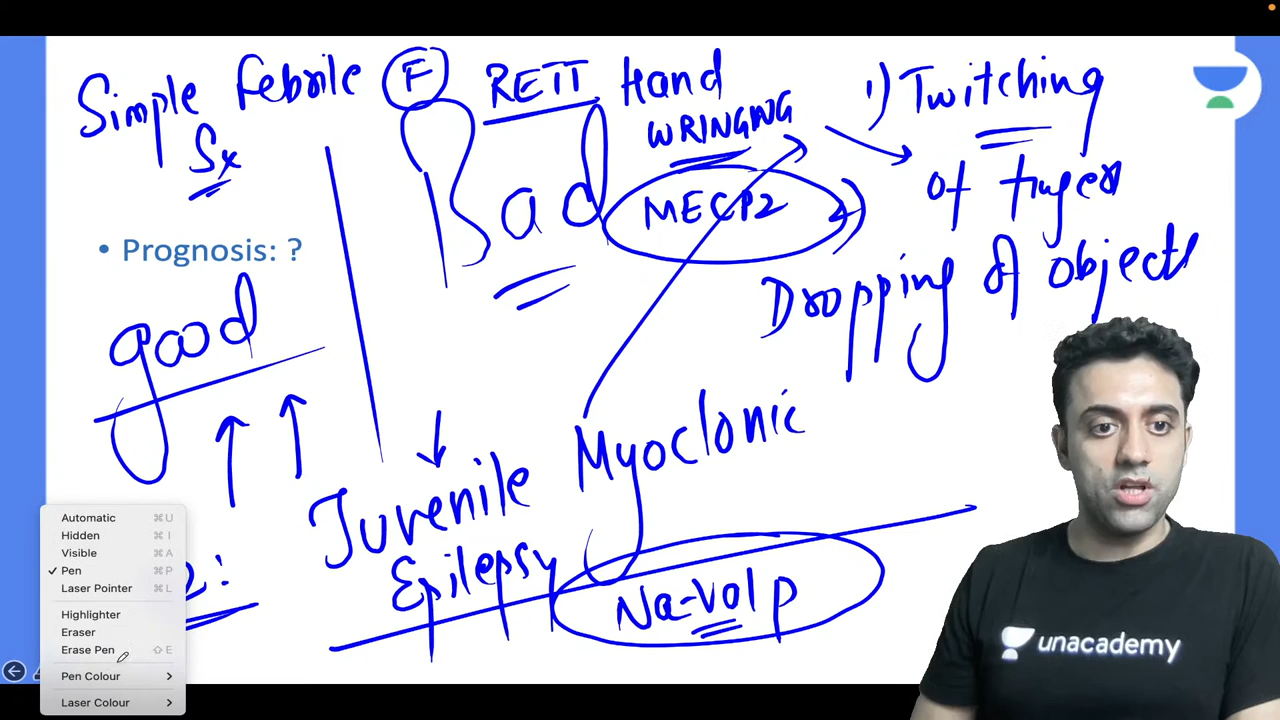 Simple Febrile
Sx
F
RETT Hand
WRINGING
Bad
MECP2
1) Twitching
of fingers
2)
Dropping of objects
• Prognosis: ?
good
Juvenile Myoclonic
Epilepsy
Na-Valp
Automatic ⌘U
Hidden ⌘I
Visible ⌘A
✓ Pen ⌘P
Laser Pointer ⌘L
Highlighter
Eraser
Erase Pen ⇧E
Pen Colour
Laser Colour
unacademy